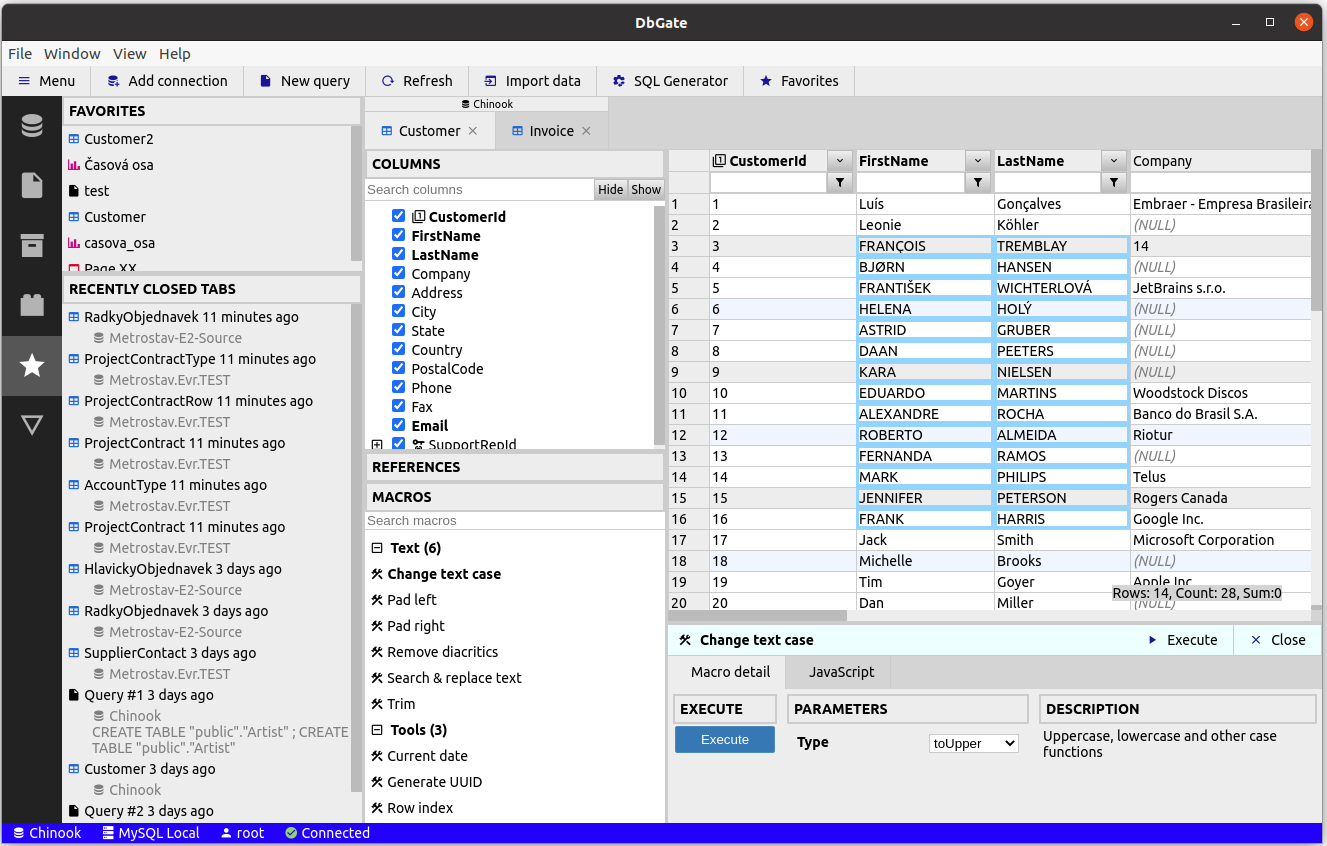 DbGate
File Window View Help
Menu Add connection New query Refresh Import data SQL Generator Favorites
FAVORITES
Customer2
Časová osa
test
Customer
casova_osa
Page XX
RECENTLY CLOSED TABS
RadkyObjednavek 11 minutes ago
Metrostav-E2-Source
ProjectContractType 11 minutes ago
Metrostav.Evr.TEST
ProjectContractRow 11 minutes ago
Metrostav.Evr.TEST
ProjectContract 11 minutes ago
Metrostav.Evr.TEST
AccountType 11 minutes ago
Metrostav.Evr.TEST
ProjectContract 11 minutes ago
Metrostav.Evr.TEST
HlavickyObjednavek 3 days ago
Metrostav-E2-Source
RadkyObjednavek 3 days ago
Metrostav-E2-Source
SupplierContact 3 days ago
Metrostav.Evr.TEST
Query #1 3 days ago
Chinook
CREATE TABLE "public"."Artist" ; CREATE
TABLE "public"."Artist"
Customer 3 days ago
Chinook
Query #2 3 days ago
Chinook
Customer Invoice
COLUMNS
Search columns Hide Show
CustomerId
FirstName
LastName
Company
Address
City
State
Country
PostalCode
Phone
Fax
Email
SupportRepId
REFERENCES
MACROS
Search macros
Text (6)
Change text case
Pad left
Pad right
Remove diacritics
Search & replace text
Trim
Tools (3)
Current date
Generate UUID
Row index
CustomerId FirstName LastName Company
1 1 Luís Gonçalves Embraer - Empresa Brasileira
2 2 Leonie Köhler (NULL)
3 3 FRANÇOIS TREMBLAY 14
4 4 BJØRN HANSEN (NULL)
5 5 FRANTIŠEK WICHTERLOVÁ JetBrains s.r.o.
6 6 HELENA HOLÝ (NULL)
7 7 ASTRID GRUBER (NULL)
8 8 DAAN PEETERS (NULL)
9 9 KARA NIELSEN (NULL)
10 10 EDUARDO MARTINS Woodstock Discos
11 11 ALEXANDRE ROCHA Banco do Brasil S.A.
12 12 ROBERTO ALMEIDA Riotur
13 13 FERNANDA RAMOS (NULL)
14 14 MARK PHILIPS Telus
15 15 JENNIFER PETERSON Rogers Canada
16 16 FRANK HARRIS Google Inc.
17 17 Jack Smith Microsoft Corporation
18 18 Michelle Brooks (NULL)
19 19 Tim Goyer Apple Inc.
20 20 Dan Miller (NULL)
Rows: 14, Count: 28, Sum:0
Change text case Execute Close
Macro detail JavaScript
EXECUTE PARAMETERS DESCRIPTION
Execute Type toUpper Uppercase, lowercase and other case
functions
Chinook MySQL Local root Connected